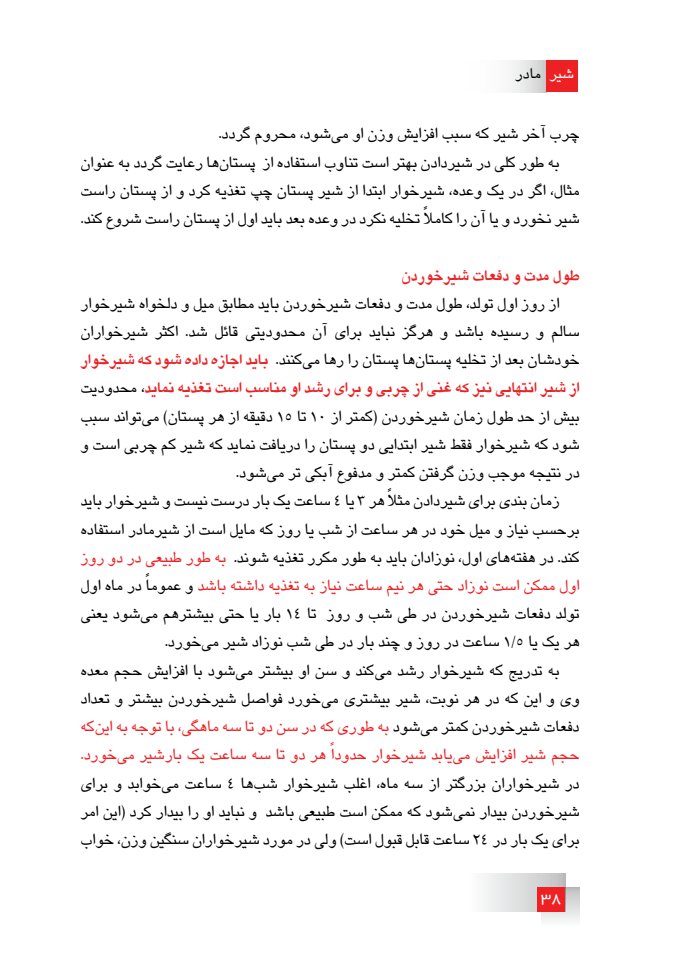 شیر مادر
چرب آخر شیر که سبب افزایش وزن او می‌شود، محروم گردد.
به طور کلی در شیردادن بهتر است تناوب استفاده از پستان‌ها رعایت گردد به عنوان
مثال، اگر در یک وعده، شیرخوار ابتدا از شیر پستان چپ تغذیه کرد و از پستان راست
شیر نخورد و یا آن را کاملاً تخلیه نکرد در وعده بعد باید اول از پستان راست شروع کند.
طول مدت و دفعات شیرخوردن
از روز اول تولد، طول مدت و دفعات شیرخوردن باید مطابق میل و دلخواه شیرخوار
سالم و رسیده باشد و هرگز نباید برای آن محدودیتی قائل شد. اکثر شیرخواران
خودشان بعد از تخلیه پستان‌ها پستان را رها می‌کنند. باید اجازه داده شود که شیرخوار
از شیر انتهایی نیز که غنی از چربی و برای رشد او مناسب است تغذیه نماید، محدودیت
بیش از حد طول زمان شیرخوردن (کمتر از ۱۰ تا ۱۵ دقیقه از هر پستان) می‌تواند سبب
شود که شیرخوار فقط شیر ابتدایی دو پستان را دریافت نماید که شیر کم چربی است و
در نتیجه موجب وزن گرفتن کمتر و مدفوع آبکی تر می‌شود.
زمان بندی برای شیردادن مثلاً هر ۳ یا ٤ ساعت یک بار درست نیست و شیرخوار باید
برحسب نیاز و میل خود در هر ساعت از شب یا روز که مایل است از شیرمادر استفاده
کند. در هفته‌های اول، نوزادان باید به طور مکرر تغذیه شوند. به طور طبیعی در دو روز
اول ممکن است نوزاد حتی هر نیم ساعت نیاز به تغذیه داشته باشد و عموماً در ماه اول
تولد دفعات شیرخوردن در طی شب و روز تا ۱٤ بار یا حتی بیشترهم می‌شود یعنی
هر یک یا ۱/۵ ساعت در روز و چند بار در طی شب نوزاد شیر می‌خورد.
به تدریج که شیرخوار رشد می‌کند و سن او بیشتر می‌شود با افزایش حجم معده
وی و این که در هر نوبت، شیر بیشتری می‌خورد فواصل شیرخوردن بیشتر و تعداد
دفعات شیرخوردن کمتر می‌شود به طوری که در سن دو تا سه ماهگی، با توجه به این‌که
حجم شیر افزایش می‌یابد شیرخوار حدوداً هر دو تا سه ساعت یک بارشیر می‌خورد.
در شیرخواران بزرگتر از سه ماه، اغلب شیرخوار شب‌ها ٤ ساعت می‌خوابد و برای
شیرخوردن بیدار نمی‌شود که ممکن است طبیعی باشد و نباید او را بیدار کرد (این امر
برای یک بار در ۲٤ ساعت قابل قبول است) ولی در مورد شیرخواران سنگین وزن، خواب
۳۸